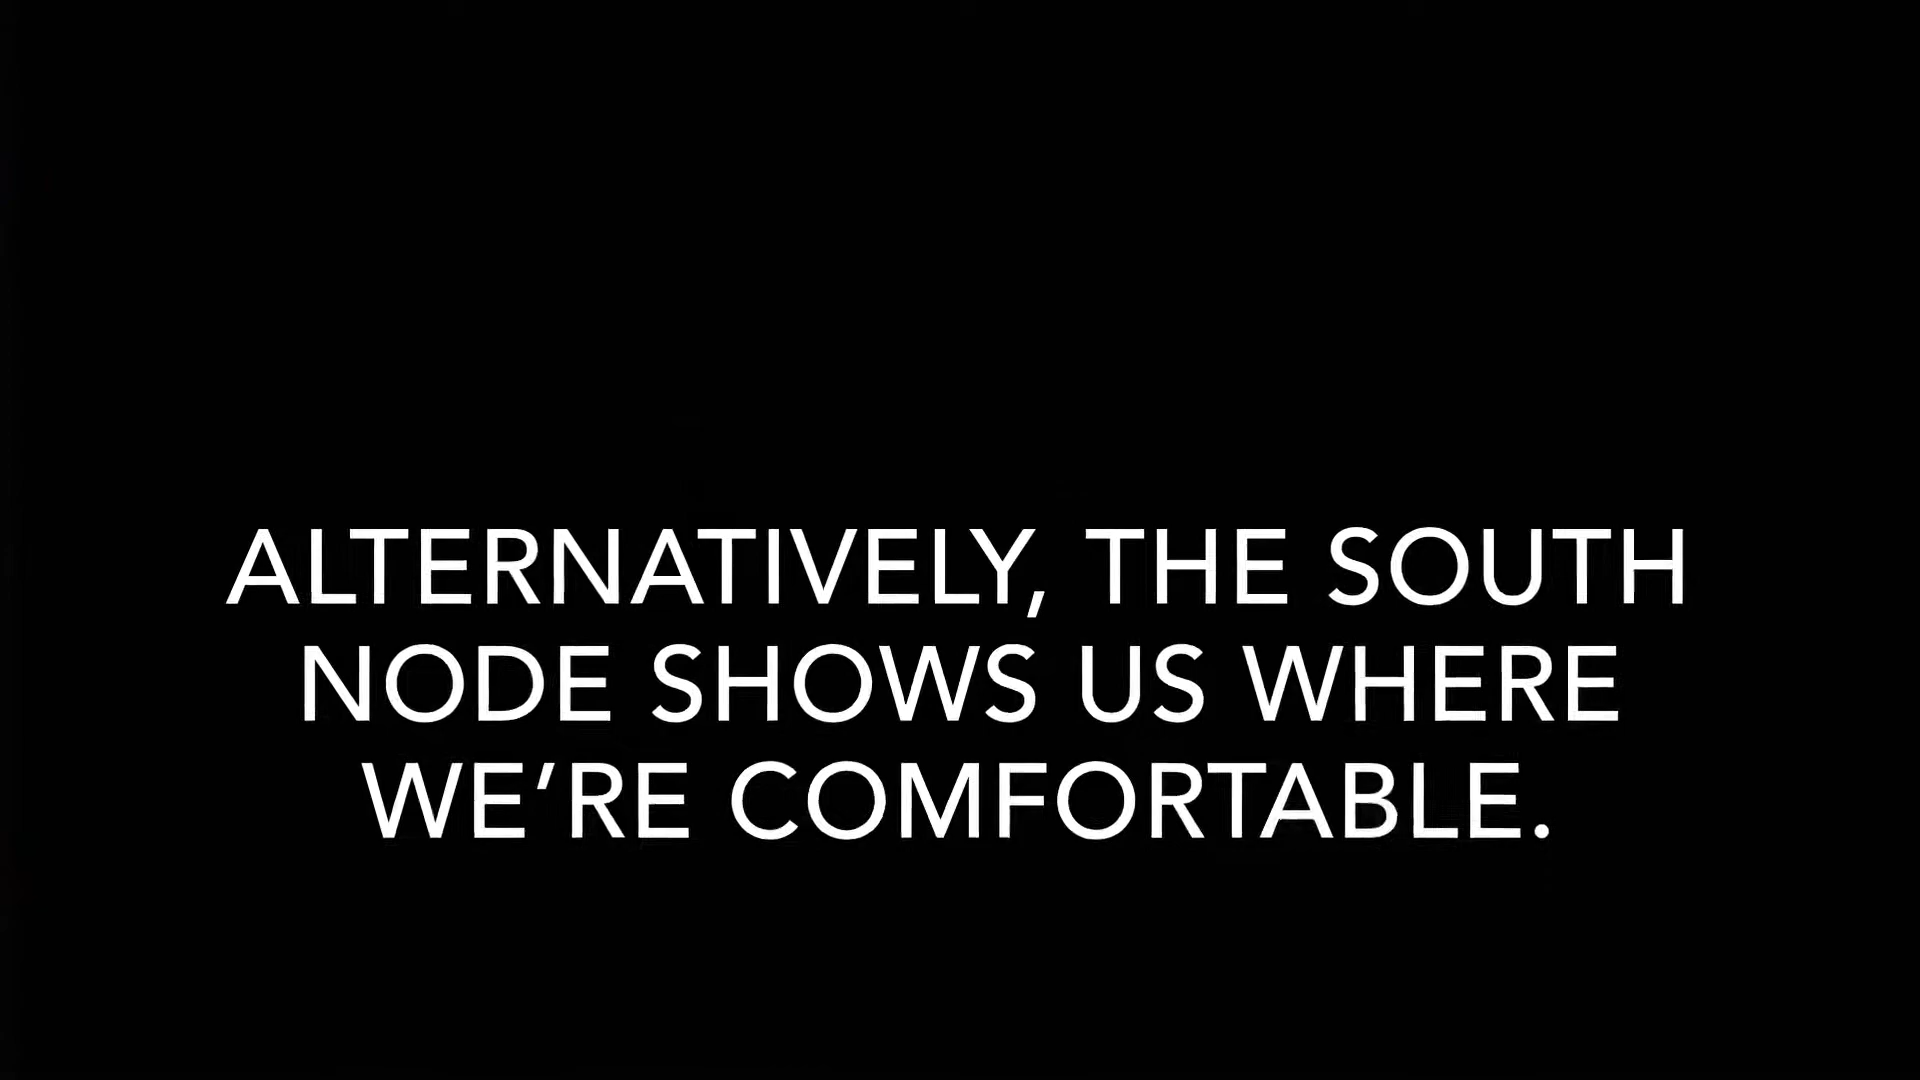 ALTERNATIVELY, THE SOUTH
NODE SHOWS US WHERE
WE’RE COMFORTABLE.